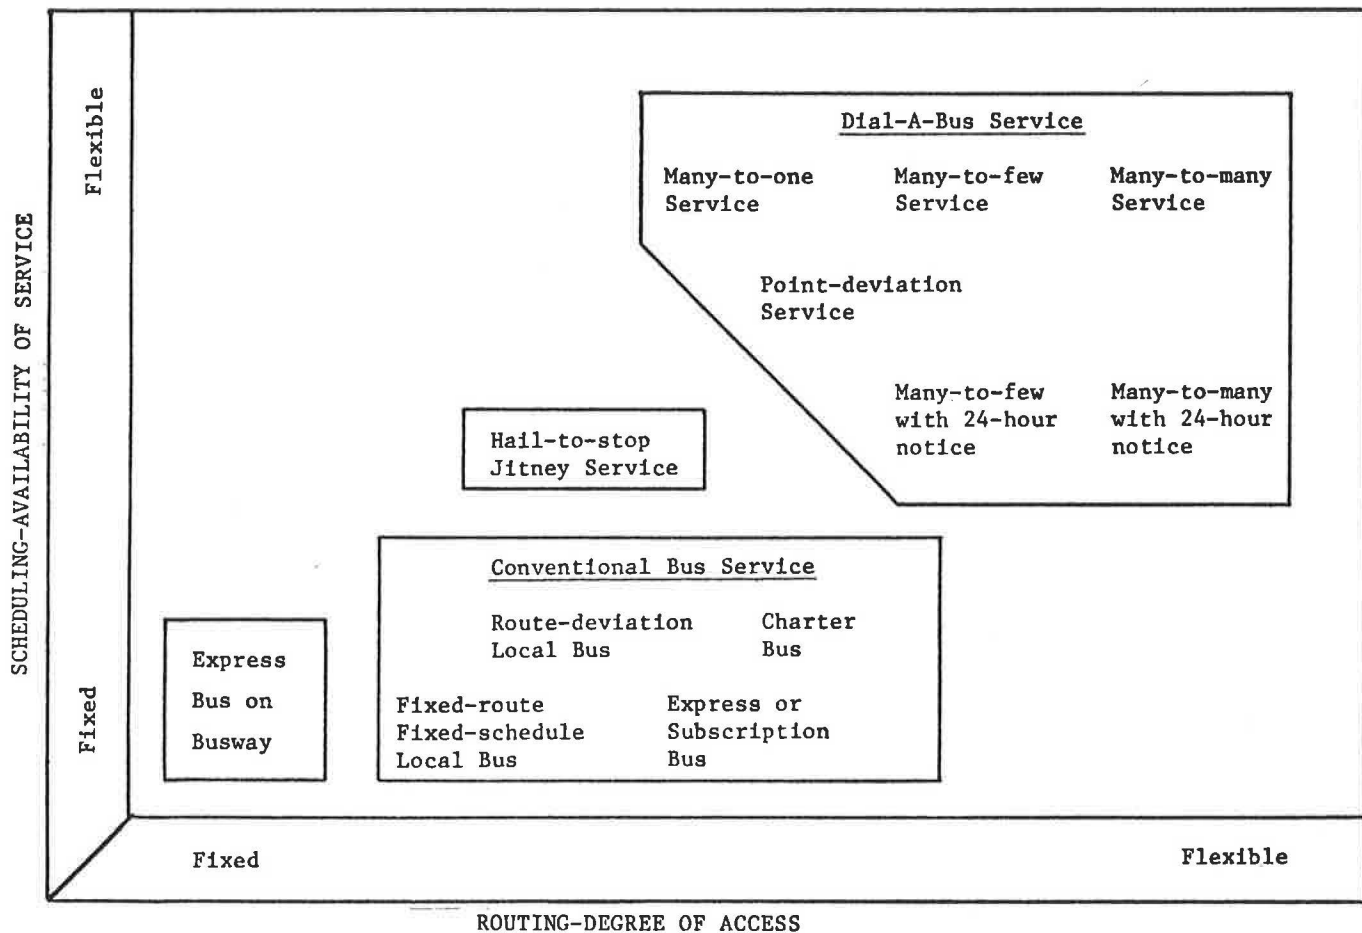 SCHEDULING-AVAILABILITY OF SERVICE
Flexible
Fixed
Dial-A-Bus Service
Many-to-one
Service
Many-to-few
Service
Many-to-many
Service
Point-deviation
Service
Many-to-few
with 24-hour
notice
Many-to-many
with 24-hour
notice
Hail-to-stop
Jitney Service
Conventional Bus Service
Route-deviation
Local Bus
Charter
Bus
Fixed-route
Fixed-schedule
Local Bus
Express or
Subscription
Bus
Express
Bus on
Busway
Fixed
Flexible
ROUTING-DEGREE OF ACCESS